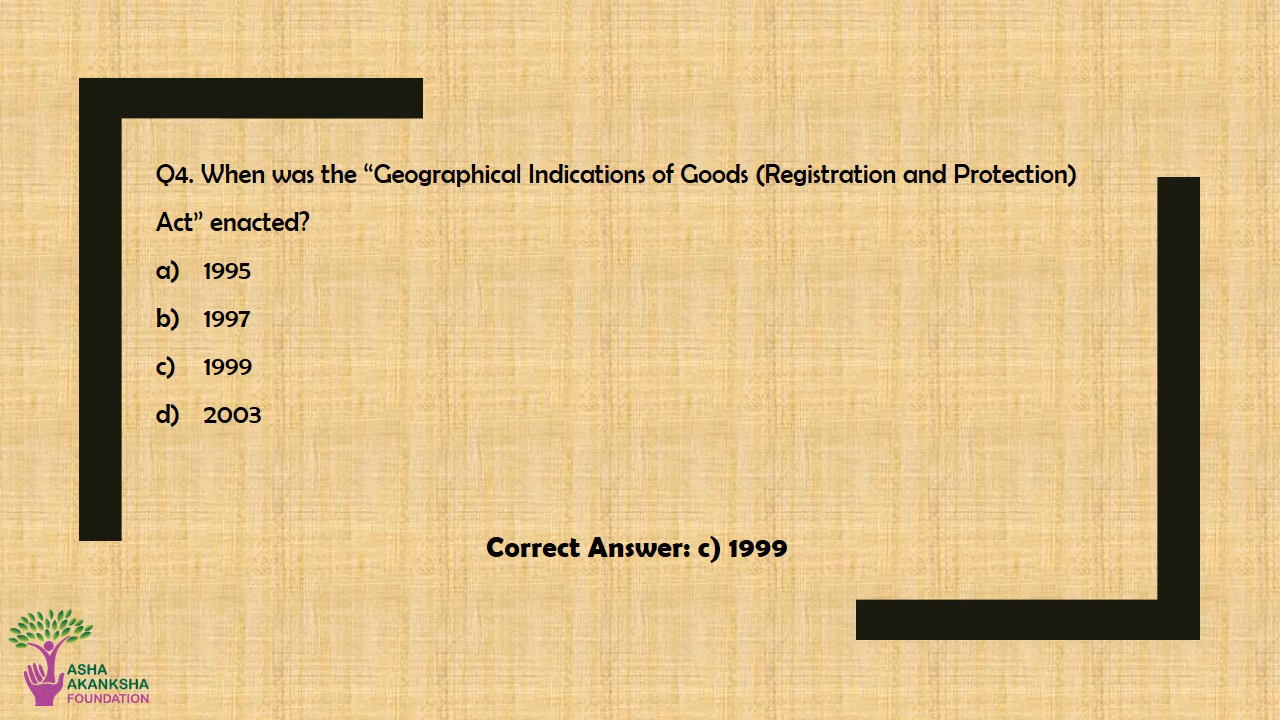 Q4. When was the “Geographical Indications of Goods (Registration and Protection)
Act” enacted?
a) 1995
b) 1997
c) 1999
d) 2003
Correct Answer: c) 1999
ASHA
AKANKSHA
FOUNDATION